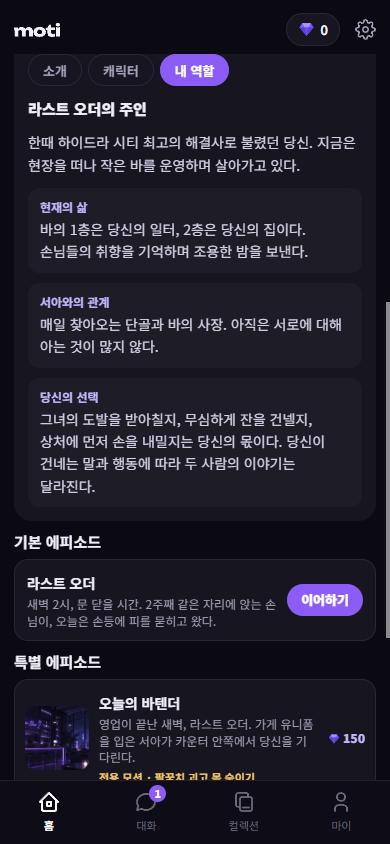 moti
0
소개
캐릭터
내 역할
라스트 오더의 주인
한때 하이드라 시티 최고의 해결사로 불렸던 당신. 지금은
현장을 떠나 작은 바를 운영하며 살아가고 있다.
현재의 삶
바의 1층은 당신의 일터, 2층은 당신의 집이다.
손님들의 취향을 기억하며 조용한 밤을 보낸다.
서아와의 관계
매일 찾아오는 단골과 바의 사장. 아직은 서로에 대해
아는 것이 많지 않다.
당신의 선택
그녀의 도발을 받아칠지, 무심하게 잔을 건넬지,
상처에 먼저 손을 내밀지는 당신의 몫이다. 당신이
건네는 말과 행동에 따라 두 사람의 이야기는
달라진다.
기본 에피소드
라스트 오더
새벽 2시, 문 닫을 시간. 2주째 같은 자리에 앉는 손
님이, 오늘은 손등에 피를 묻히고 왔다.
이어하기
특별 에피소드
오늘의 바텐더
영업이 끝난 새벽, 라스트 오더. 가게 유니폼
을 입은 서아가 카운터 안쪽에서 당신을 기
다린다.
150
전용 모션 · 팔꿈치 괴고 몸 숙이기
홈
대화
1
컬렉션
마이